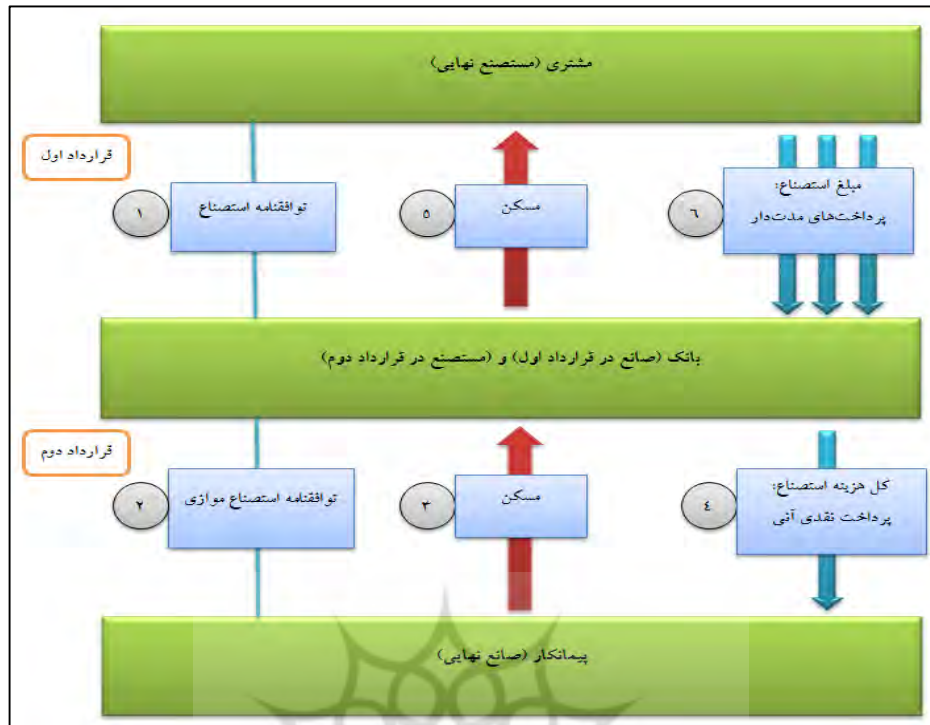 مشتری (مستصنع نهایی)
قرارداد اول
۱
توافقنامه استصناع
۵
مسکن
۶
مبلغ استصناع:
پرداخت‌های مدت‌دار
بانک (صانع در قرارداد اول) و (مستصنع در قرارداد دوم)
قرارداد دوم
۲
توافقنامه استصناع موازی
۳
مسکن
۴
کل هزینه استصناع:
پرداخت نقدی آنی
پیمانکار (صانع نهایی)